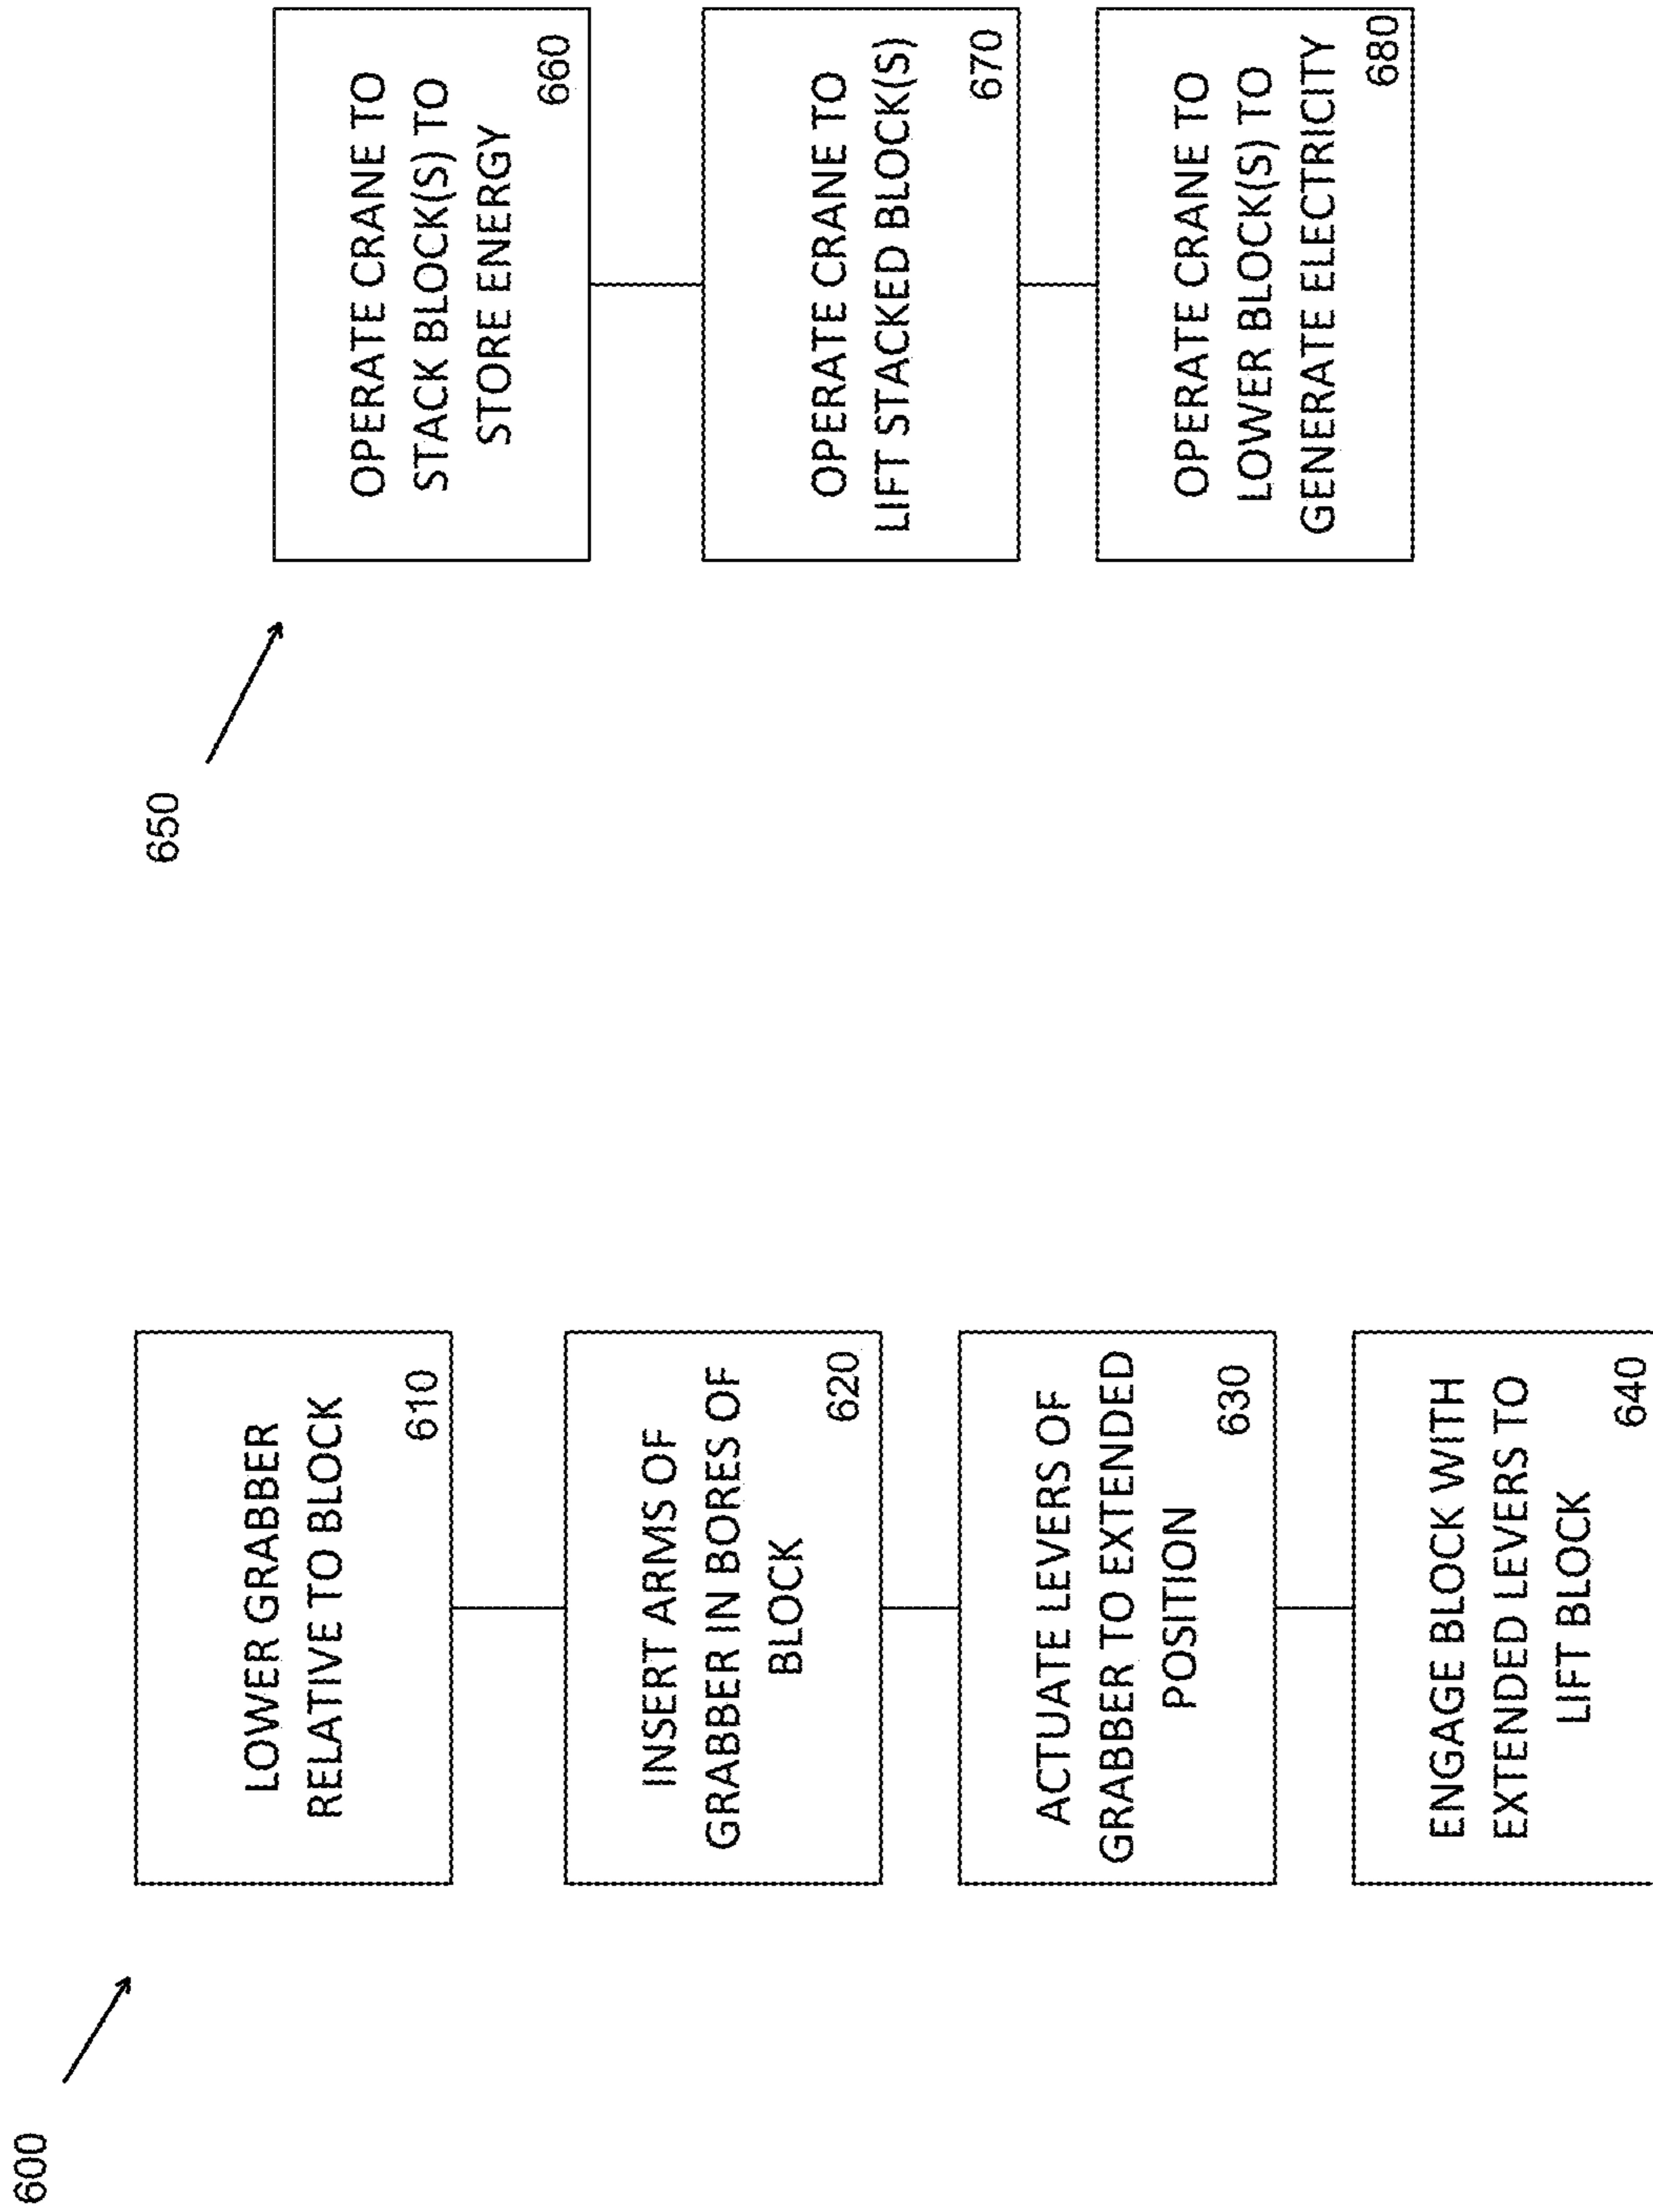 600
LOWER GRABBER
RELATIVE TO BLOCK
610
INSERT ARMS OF
GRABBER IN BORES OF
BLOCK
620
ACTUATE LEVERS OF
GRABBER TO EXTENDED
POSITION
630
ENGAGE BLOCK WITH
EXTENDED LEVERS TO
LIFT BLOCK
640
650
OPERATE CRANE TO
STACK BLOCK(S) TO
STORE ENERGY
660
OPERATE CRANE TO
LIFT STACKED BLOCK(S)
670
OPERATE CRANE TO
LOWER BLOCK(S) TO
GENERATE ELECTRICITY
680